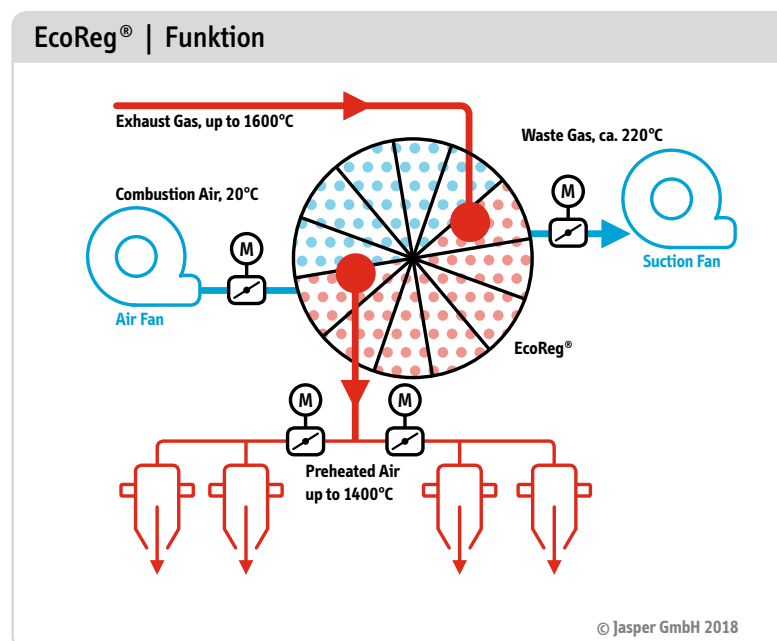 EcoReg® | Funktion
Exhaust Gas, up to 1600°C
Waste Gas, ca. 220°C
M
Combustion Air, 20°C
M
Suction Fan
Air Fan
EcoReg®
M
M
Preheated Air
up to 1400°C
© Jasper GmbH 2018